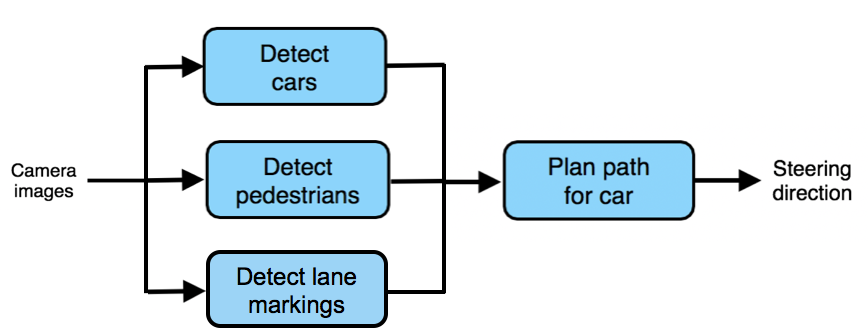 Detect
cars
Camera
images
Detect
pedestrians
Detect lane
markings
Plan path
for car
Steering
direction